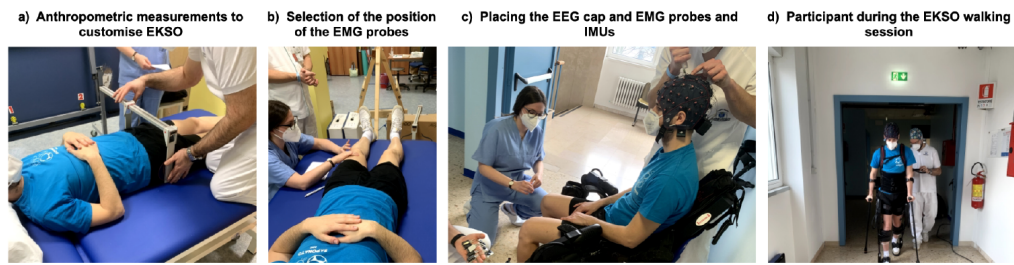 a) Anthropometric measurements to
customise EKSO
b) Selection of the position
of the EMG probes
c) Placing the EEG cap and EMG probes and
IMUs
d) Participant during the EKSO walking
session